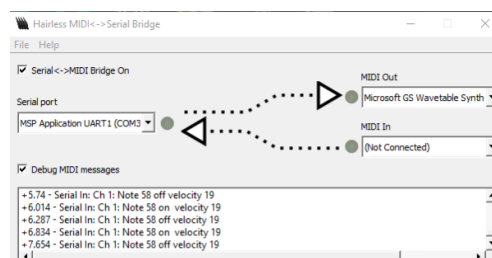 Hairless MIDI<->Serial Bridge
File Help
Serial<->MIDI Bridge On
MIDI Out
Microsoft GS Wavetable Synth
Serial port
MSP Application UART1 (COM3
MIDI In
(Not Connected)
Debug MIDI messages
+5.74 - Serial In: Ch 1: Note 58 off velocity 19
+6.014 - Serial In: Ch 1: Note 58 on velocity 19
+6.287 - Serial In: Ch 1: Note 58 off velocity 19
+6.834 - Serial In: Ch 1: Note 58 on velocity 19
+7.654 - Serial In: Ch 1: Note 58 off velocity 19